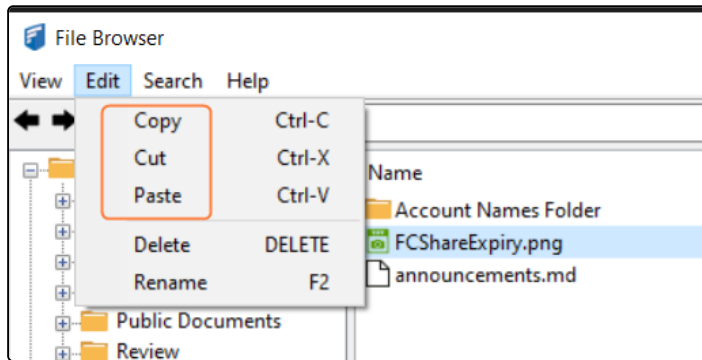 File Browser
View Edit Search Help
Copy Ctrl-C
Cut Ctrl-X
Paste Ctrl-V
Delete DELETE
Rename F2
Name
Account Names Folder
FCShareExpiry.png
announcements.md
Public Documents
Review